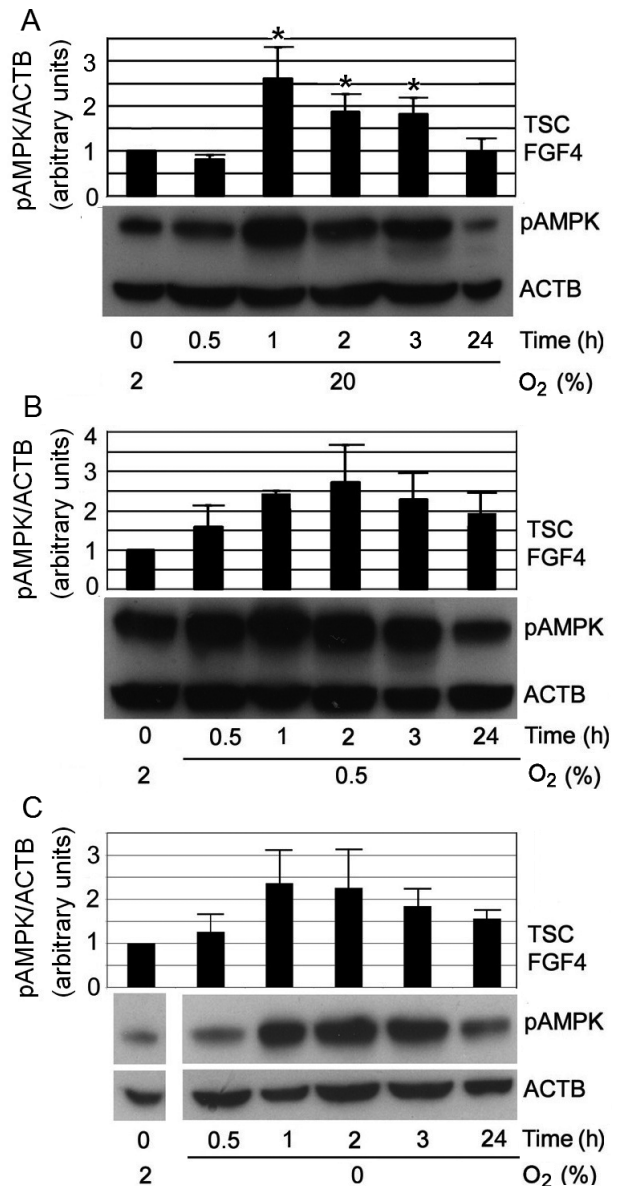 A
pAMPK/ACTB
(arbitrary units)
3
2
1
0
* * *
TSC
FGF4
pAMPK
ACTB
0 0.5 1 2 3 24 Time (h)
2 20 O2 (%)
B
pAMPK/ACTB
(arbitrary units)
4
3
2
1
0
TSC
FGF4
pAMPK
ACTB
0 0.5 1 2 3 24 Time (h)
2 0.5 O2 (%)
C
pAMPK/ACTB
(arbitrary units)
3
2
1
0
TSC
FGF4
pAMPK
ACTB
0 0.5 1 2 3 24 Time (h)
2 0 O2 (%)